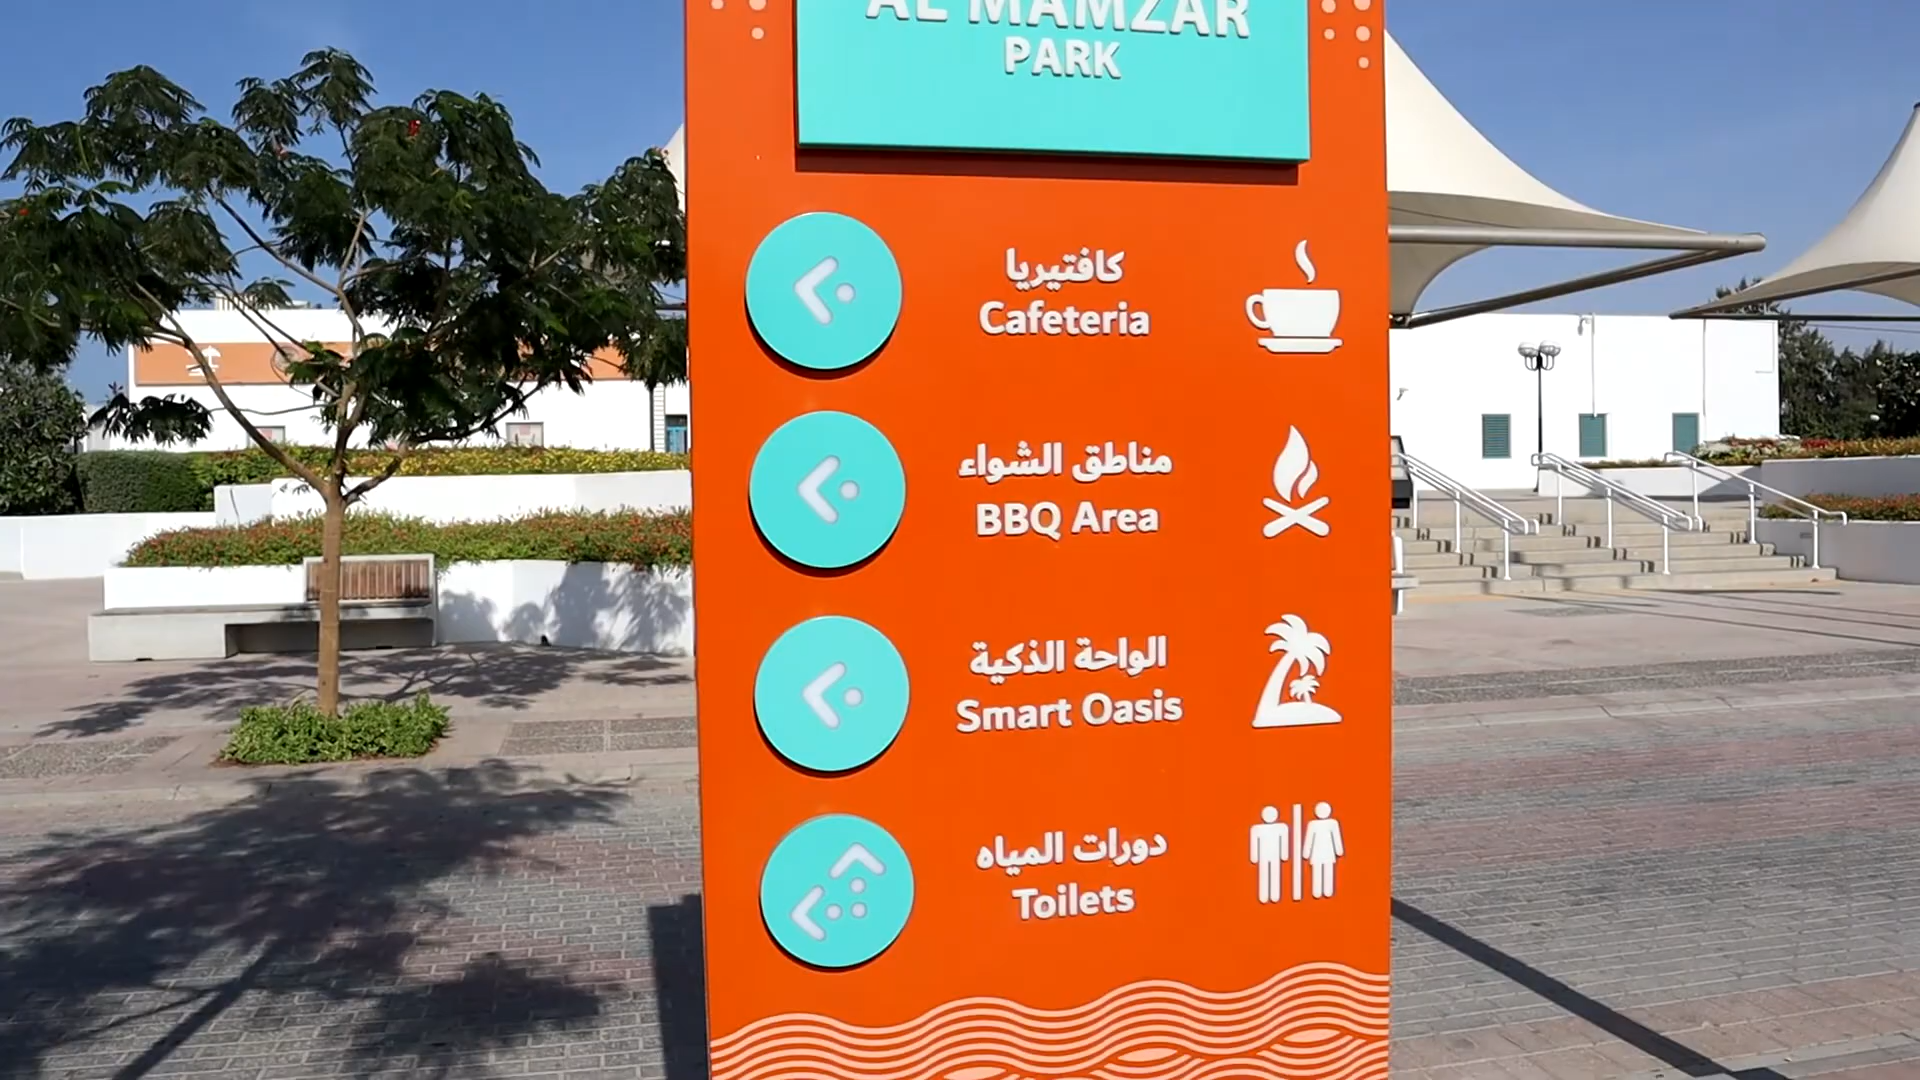 AL MAMZAR
PARK
كافتيريا
Cafeteria
مناطق الشواء
BBQ Area
الواحة الذكية
Smart Oasis
دورات المياه
Toilets